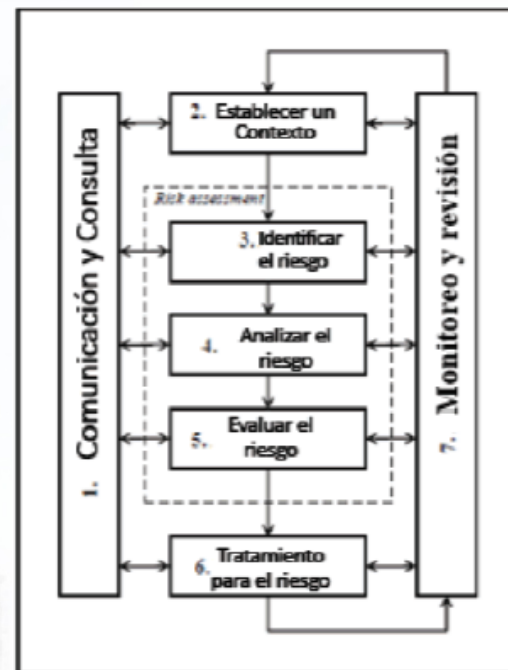 1. Comunicación y Consulta
2. Establecer un
Contexto
Risk assessment
3. Identificar
el riesgo
4. Analizar el
riesgo
5. Evaluar el
riesgo
6. Tratamiento
para el riesgo
7. Monitoreo y revisión